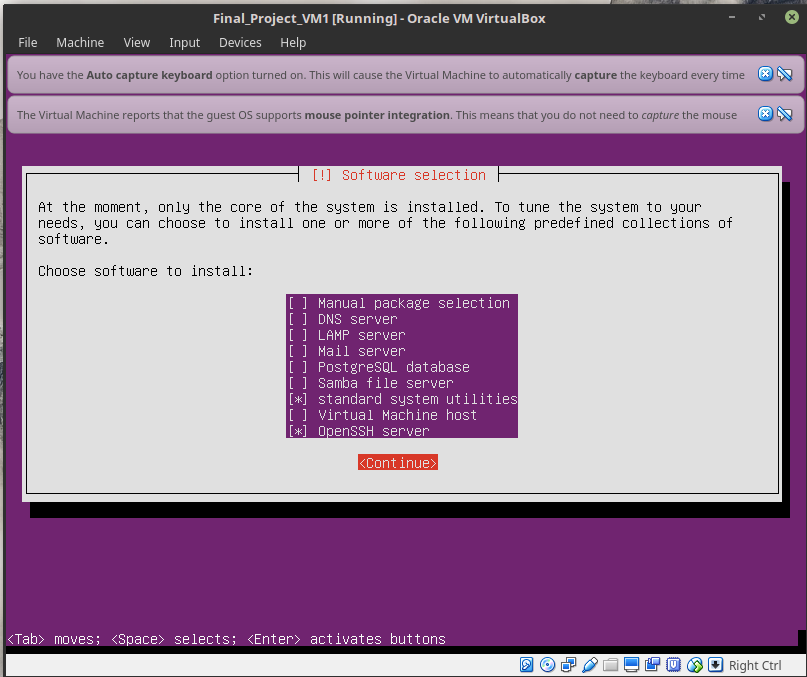 Final_Project_VM1 [Running] - Oracle VM VirtualBox
File Machine View Input Devices Help
You have the Auto capture keyboard option turned on. This will cause the Virtual Machine to automatically capture the keyboard every time
The Virtual Machine reports that the guest OS supports mouse pointer integration. This means that you do not need to capture the mouse
[!] Software selection
At the moment, only the core of the system is installed. To tune the system to your
needs, you can choose to install one or more of the following predefined collections of
software.
Choose software to install:
[ ] Manual package selection
[ ] DNS server
[ ] LAMP server
[ ] Mail server
[ ] PostgreSQL database
[ ] Samba file server
[*] standard system utilities
[ ] Virtual Machine host
[*] OpenSSH server
<Continue>
<Tab> moves; <Space> selects; <Enter> activates buttons
Right Ctrl